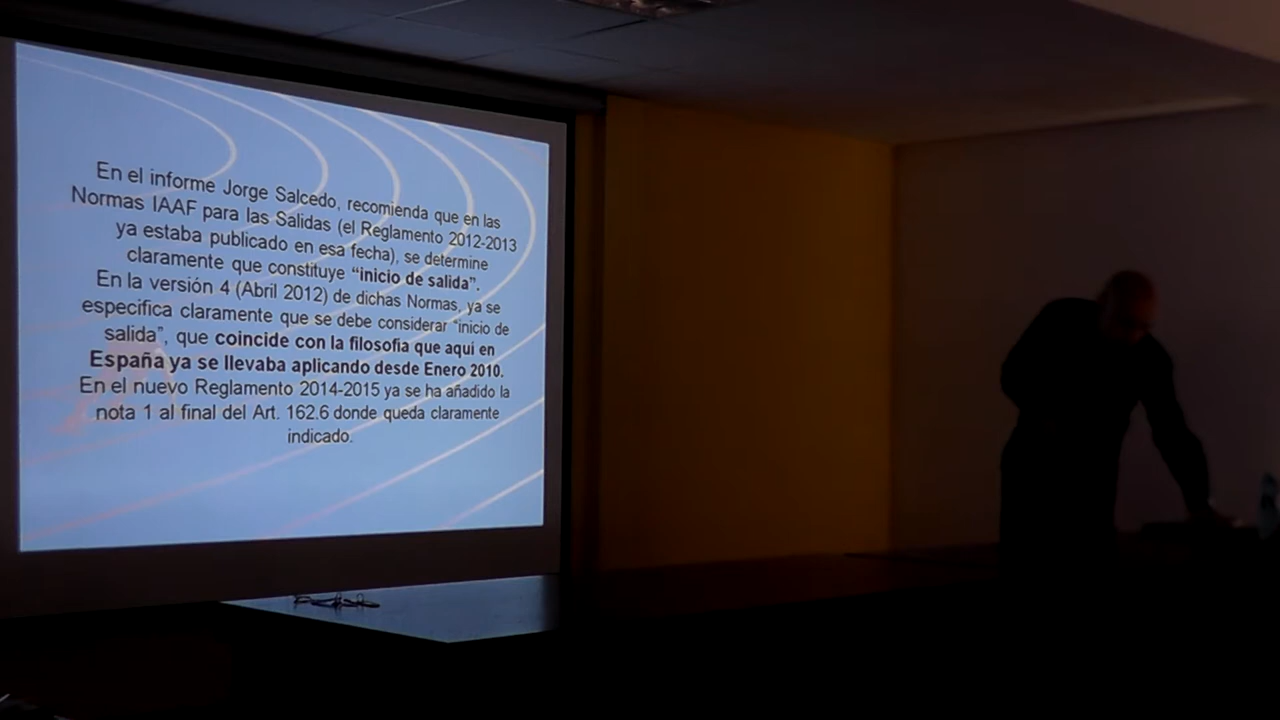 En el informe Jorge Salcedo, recomienda que en las
Normas IAAF para las Salidas (el Reglamento 2012-2013
ya estaba publicado en esa fecha), se determine
claramente que constituye “inicio de salida”.
En la versión 4 (Abril 2012) de dichas Normas, ya se
especifica claramente que se debe considerar “inicio de
salida”, que coincide con la filosofía que aquí en
España ya se llevaba aplicando desde Enero 2010.
En el nuevo Reglamento 2014-2015 ya se ha añadido la
nota 1 al final del Art. 162.6 donde queda claramente
indicado.